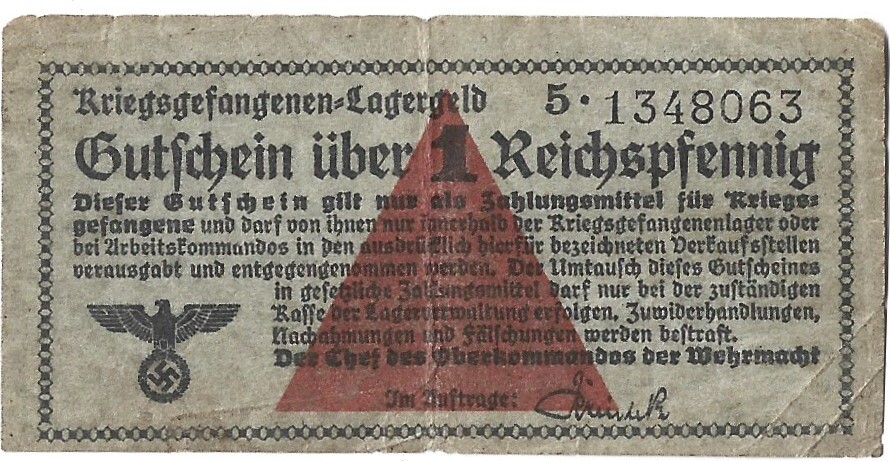 Kriegsgefangenen-Lagergeld 5 · 1348063
Gutschein über 1 Reichspfennig
Dieser Gutschein gilt nur als Zahlungsmittel für Kriegs-
gefangene und darf von ihnen nur innerhalb der Kriegsgefangenenlager oder
bei Arbeitskommandos in den ausdrücklich hierfür bezeichneten Verkaufsstellen
verausgabt und entgegengenommen werden. Der Umtausch dieses Gutscheines
in gesetzliche Zahlungsmittel darf nur bei der zuständigen
Kasse der Lagerverwaltung erfolgen. Zuwiderhandlungen,
Nachahmungen und Fälschungen werden bestraft.
Der Chef des Oberkommandos der Wehrmacht
Im Auftrage: